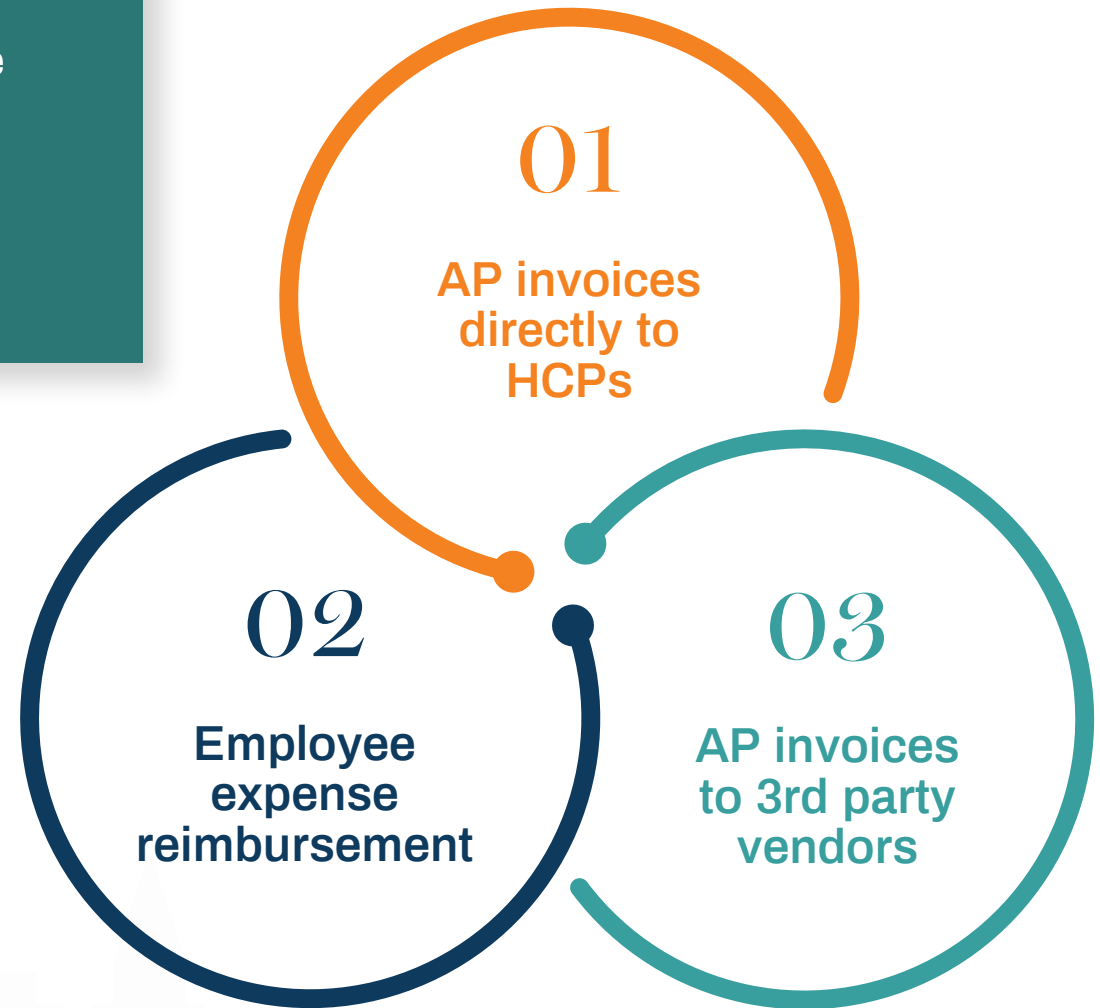 e
01
AP invoices
directly to
HCPs
02
Employee
expense
reimbursement
03
AP invoices
to 3rd party
vendors